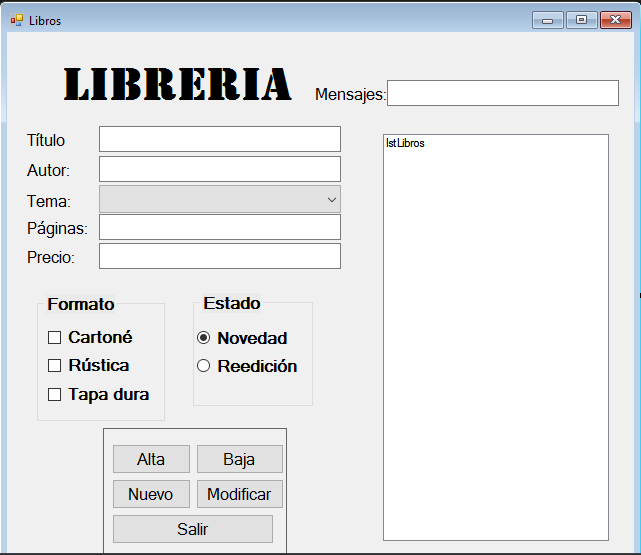 Libros
LIBRERIA
Mensajes:
Título
lstLibros
Autor:
Tema:
Páginas:
Precio:
Formato
Estado
Cartoné
Novedad
Rústica
Reedición
Tapa dura
Alta
Baja
Nuevo
Modificar
Salir